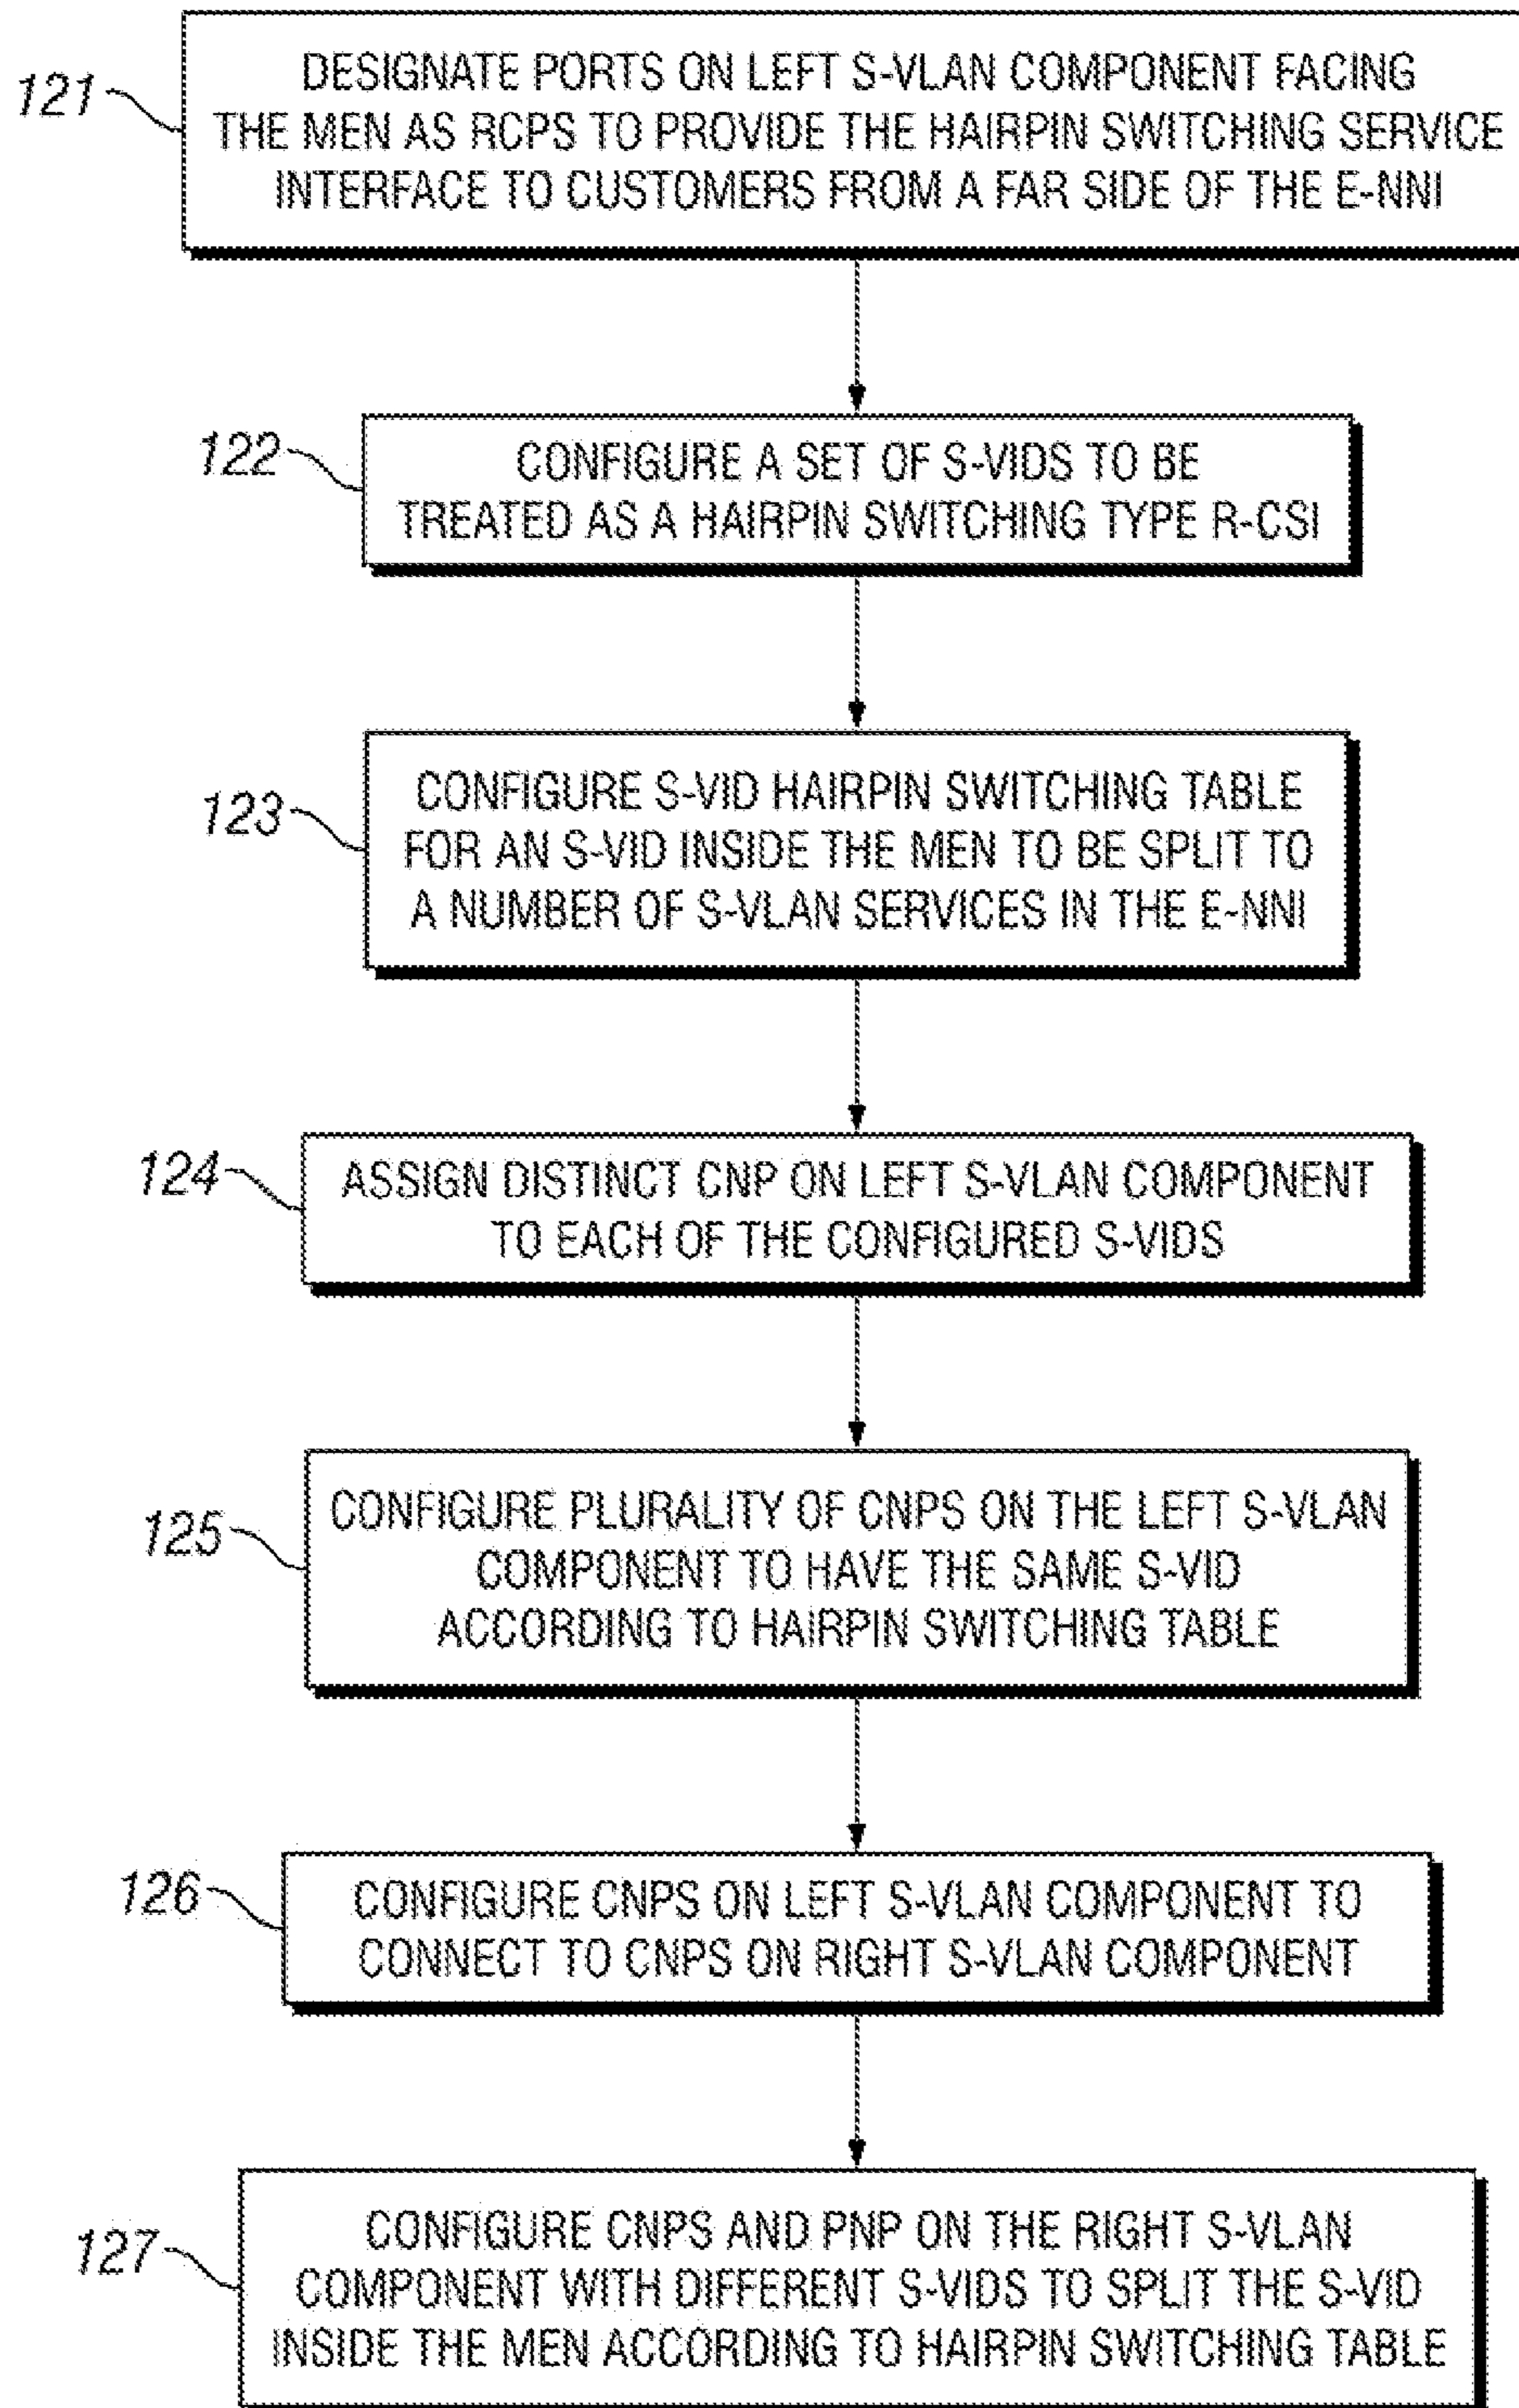 121
DESIGNATE PORTS ON LEFT S-VLAN COMPONENT FACING
THE MEN AS RCPS TO PROVIDE THE HAIRPIN SWITCHING SERVICE
INTERFACE TO CUSTOMERS FROM A FAR SIDE OF THE E-NNI
122
CONFIGURE A SET OF S-VIDS TO BE
TREATED AS A HAIRPIN SWITCHING TYPE R-CSI
123
CONFIGURE S-VID HAIRPIN SWITCHING TABLE
FOR AN S-VID INSIDE THE MEN TO BE SPLIT TO
A NUMBER OF S-VLAN SERVICES IN THE E-NNI
124
ASSIGN DISTINCT CNP ON LEFT S-VLAN COMPONENT
TO EACH OF THE CONFIGURED S-VIDS
125
CONFIGURE PLURALITY OF CNPS ON THE LEFT S-VLAN
COMPONENT TO HAVE THE SAME S-VID
ACCORDING TO HAIRPIN SWITCHING TABLE
126
CONFIGURE CNPS ON LEFT S-VLAN COMPONENT TO
CONNECT TO CNPS ON RIGHT S-VLAN COMPONENT
127
CONFIGURE CNPS AND PNP ON THE RIGHT S-VLAN
COMPONENT WITH DIFFERENT S-VIDS TO SPLIT THE S-VID
INSIDE THE MEN ACCORDING TO HAIRPIN SWITCHING TABLE